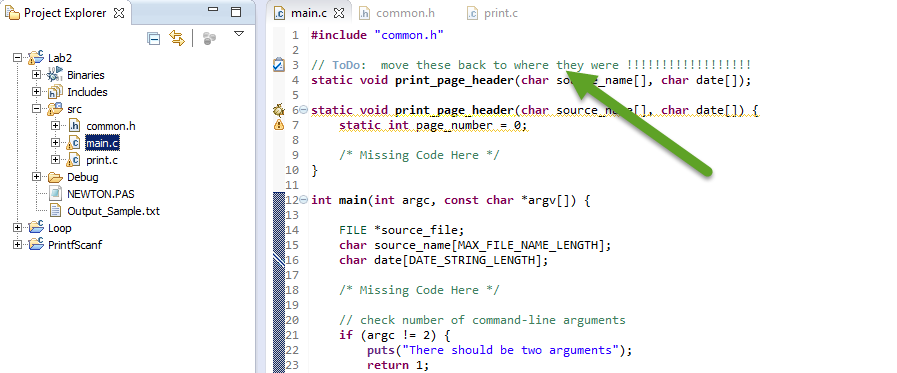 Project Explorer
Lab2
Binaries
Includes
src
common.h
main.c
print.c
Debug
NEWTON.PAS
Output_Sample.txt
Loop
PrintfScanf
main.c common.h print.c
1 #include "common.h"
2
3 // ToDo:  move these back to where they were !!!!!!!!!!!!!!!!!!
4 static void print_page_header(char source_name[], char date[]);
5
6 static void print_page_header(char source_name[], char date[]) {
7     static int page_number = 0;
8
9     /* Missing Code Here */
10 }
11
12 int main(int argc, const char *argv[]) {
13
14     FILE *source_file;
15     char source_name[MAX_FILE_NAME_LENGTH];
16     char date[DATE_STRING_LENGTH];
17
18     /* Missing Code Here */
19
20     // check number of command-line arguments
21     if (argc != 2) {
22         puts("There should be two arguments");
23         return 1;